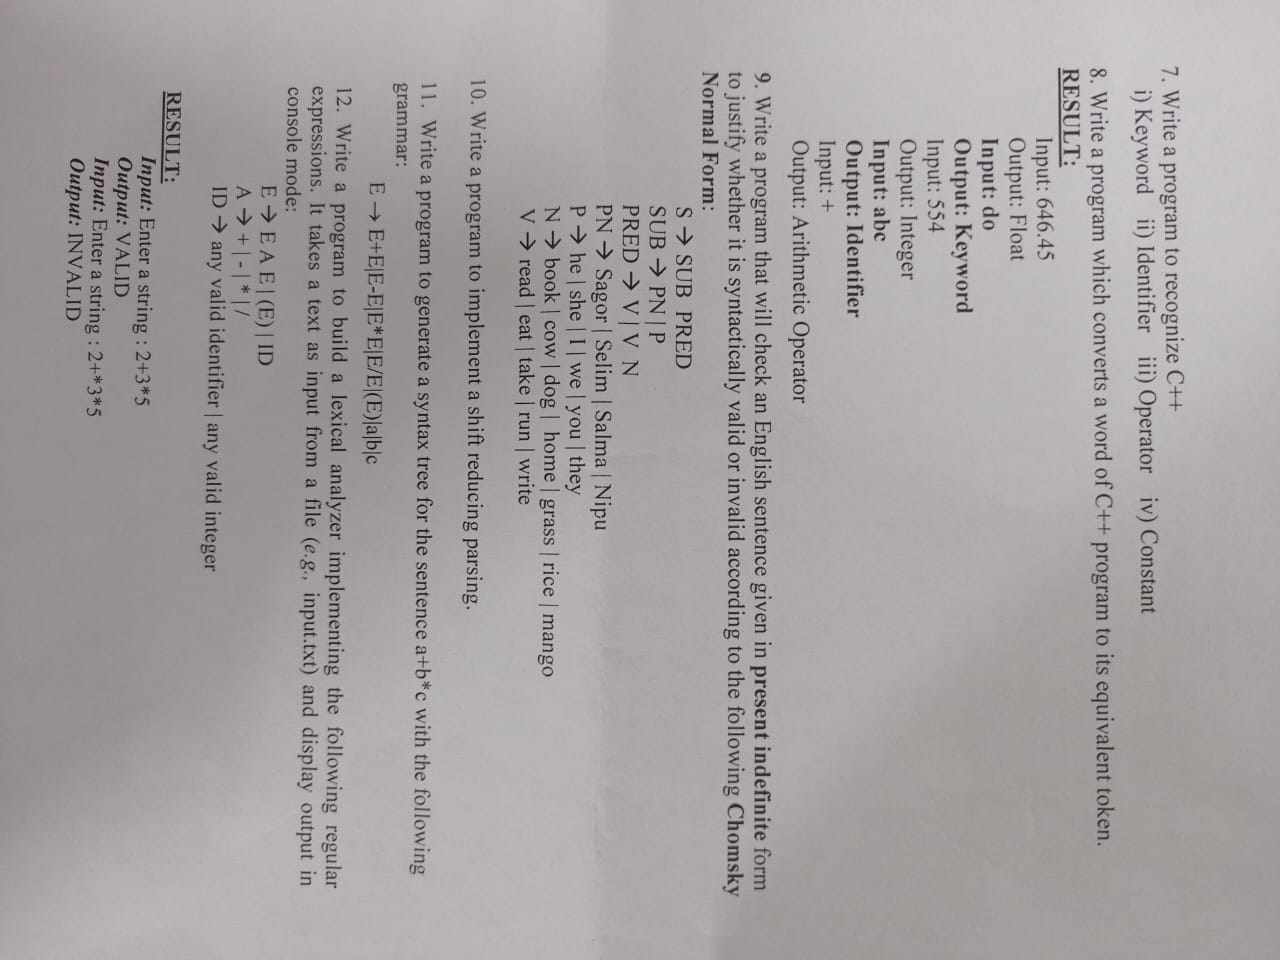 7. Write a program to recognize C++
i) Keyword ii) Identifier iii) Operator iv) Constant
8. Write a program which converts a word of C++ program to its equivalent token.
RESULT:
Input: 646.45
Output: Float
Input: do
Output: Keyword
Input: 554
Output: Integer
Input: abc
Output: Identifier
Input: +
Output: Arithmetic Operator
9. Write a program that will check an English sentence given in present indefinite form
to justify whether it is syntactically valid or invalid according to the following Chomsky
Normal Form:
S → SUB PRED
SUB → PN | P
PRED → V | V N
PN → Sagor | Selim | Salma | Nipu
P → he | she | I | we | you | they
N → book | cow | dog | home | grass | rice | mango
V → read | eat | take | run | write
10. Write a program to implement a shift reducing parsing.
11. Write a program to generate a syntax tree for the sentence a+b*c with the following
grammar:
E → E+E|E-E|E*E|E/E|(E)|a|b|c
12. Write a program to build a lexical analyzer implementing the following regular
expressions. It takes a text as input from a file (e.g., input.txt) and display output in
console mode:
E → E A E | (E) | ID
A → + | - | * | /
ID → any valid identifier | any valid integer
RESULT:
Input: Enter a string : 2+3*5
Output: VALID
Input: Enter a string : 2+*3*5
Output: INVALID